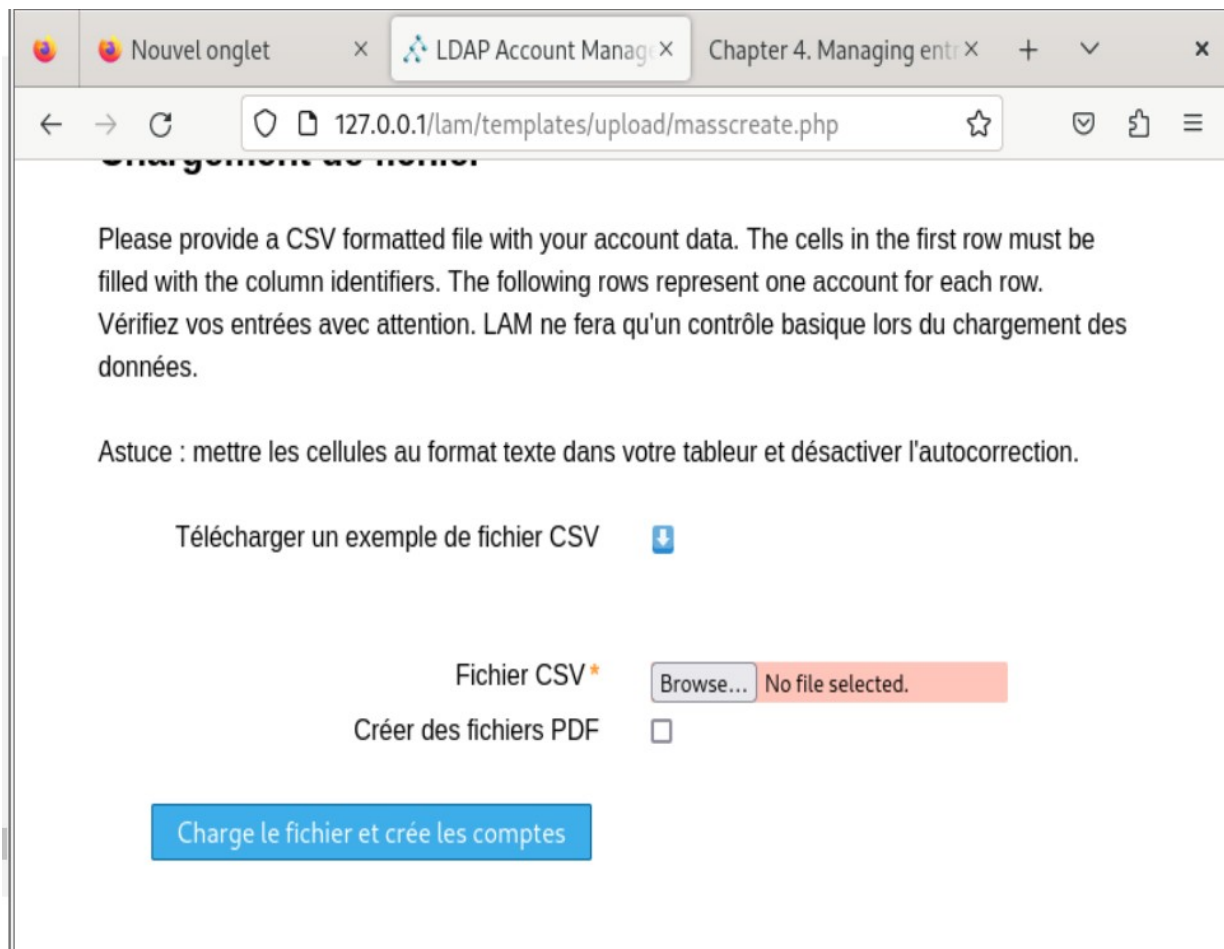 Nouvel onglet
LDAP Account Manage
Chapter 4. Managing entr
127.0.0.1/lam/templates/upload/masscreate.php
Chargement de fichier
Please provide a CSV formatted file with your account data. The cells in the first row must be
filled with the column identifiers. The following rows represent one account for each row.
Vérifiez vos entrées avec attention. LAM ne fera qu'un contrôle basique lors du chargement des
données.
Astuce : mettre les cellules au format texte dans votre tableur et désactiver l'autocorrection.
Télécharger un exemple de fichier CSV
Fichier CSV*
Browse... No file selected.
Créer des fichiers PDF
Charge le fichier et crée les comptes